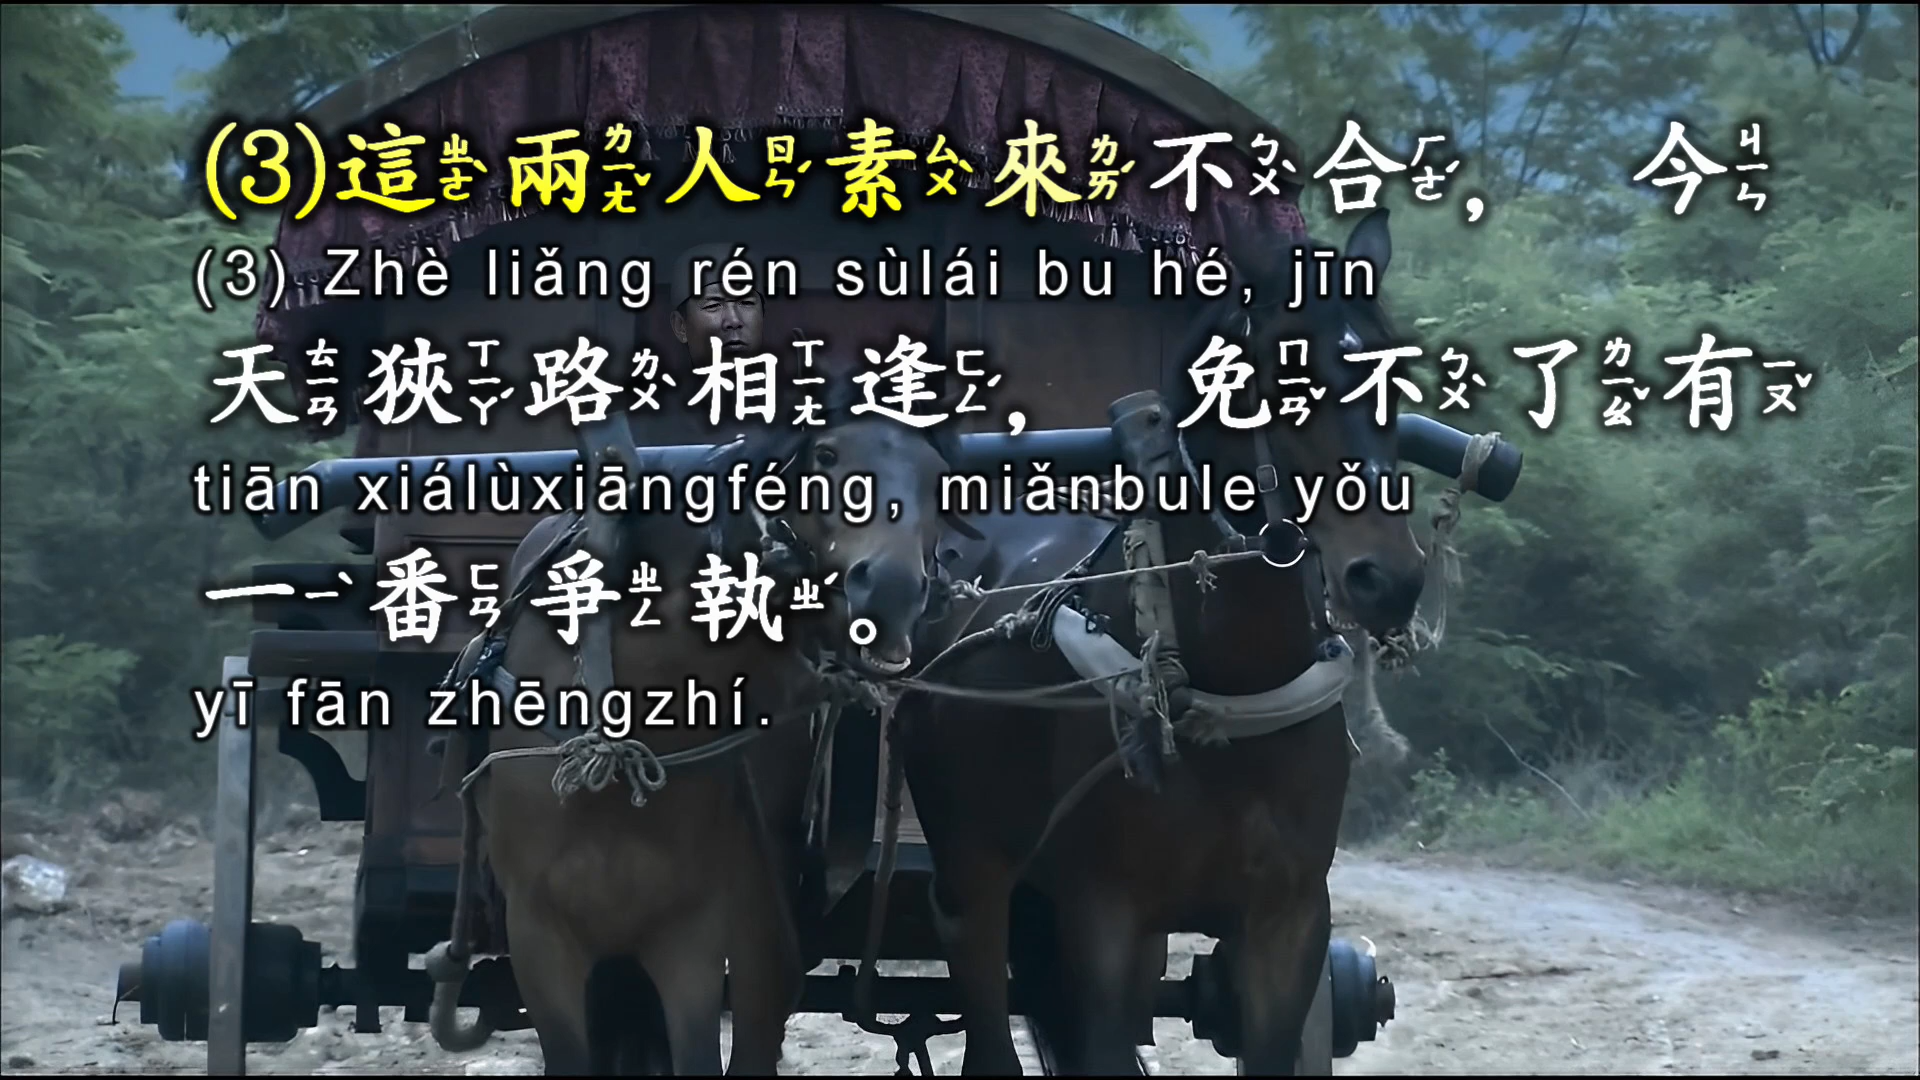 (3)這ㄓㄜˋ兩ㄌㄧㄤˇ人ㄖㄣˊ素ㄙㄨˋ來ㄌㄞˊ不ㄅㄨˋ合ㄏㄜˊ，今ㄐㄧㄣ
(3) Zhè liǎng rén sùlái bu hé, jīn
天ㄊㄧㄢ狹ㄒㄧㄚˊ路ㄌㄨˋ相ㄒㄧㄤ逢ㄈㄥˊ，免ㄇㄧㄢˇ不ㄅㄨˋ了ㄌㄧㄠˇ有ㄧㄡˇ
tiān xiálùxiāngféng, miǎnbule yǒu
一ㄧˋ番ㄈㄢ爭ㄓㄥ執ㄓˊ。
yī fān zhēngzhí.